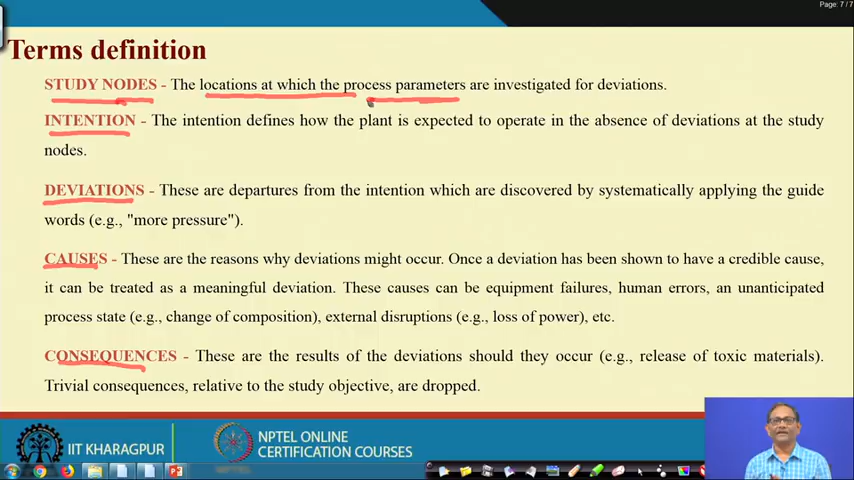 Page: 7 / 7
Terms definition
STUDY NODES - The locations at which the process parameters are investigated for deviations.
INTENTION - The intention defines how the plant is expected to operate in the absence of deviations at the study
nodes.
DEVIATIONS - These are departures from the intention which are discovered by systematically applying the guide
words (e.g., "more pressure").
CAUSES - These are the reasons why deviations might occur. Once a deviation has been shown to have a credible cause,
it can be treated as a meaningful deviation. These causes can be equipment failures, human errors, an unanticipated
process state (e.g., change of composition), external disruptions (e.g., loss of power), etc.
CONSEQUENCES - These are the results of the deviations should they occur (e.g., release of toxic materials).
Trivial consequences, relative to the study objective, are dropped.
IIT KHARAGPUR
NPTEL ONLINE
CERTIFICATION COURSES